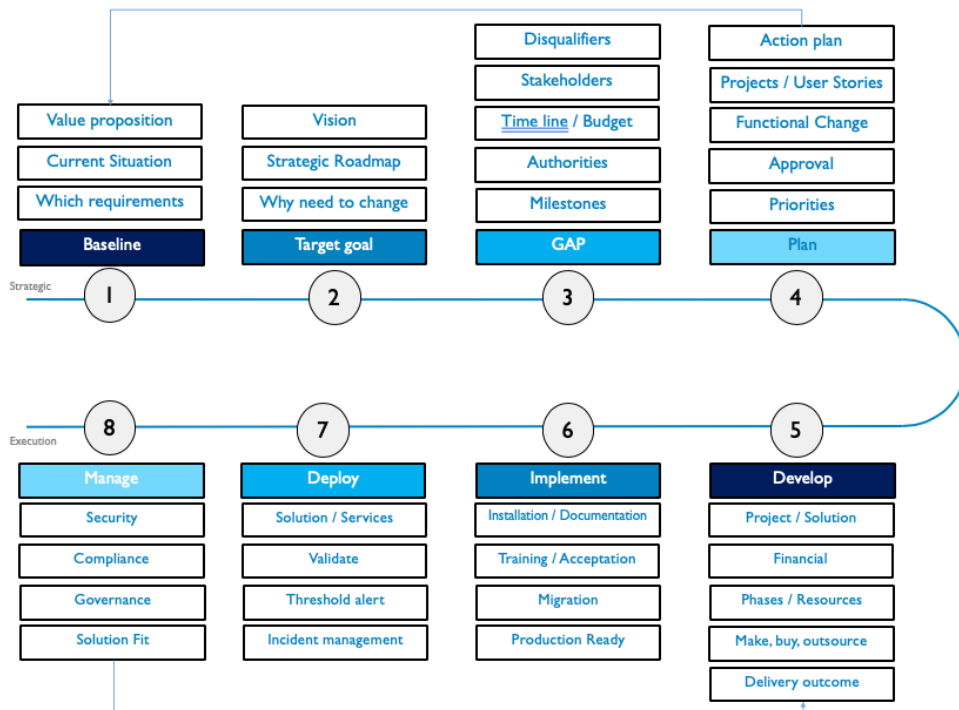 Disqualifiers
Action plan
Stakeholders
Projects / User Stories
Value proposition
Vision
Time line / Budget
Functional Change
Current Situation
Strategic Roadmap
Authorities
Approval
Which requirements
Why need to change
Milestones
Priorities
Baseline
Target goal
GAP
Plan
Strategic
1
2
3
4
8
7
6
5
Execution
Manage
Deploy
Implement
Develop
Security
Solution / Services
Installation / Documentation
Project / Solution
Compliance
Validate
Training / Acceptation
Financial
Governance
Threshold alert
Migration
Phases / Resources
Solution Fit
Incident management
Production Ready
Make, buy, outsource
Delivery outcome